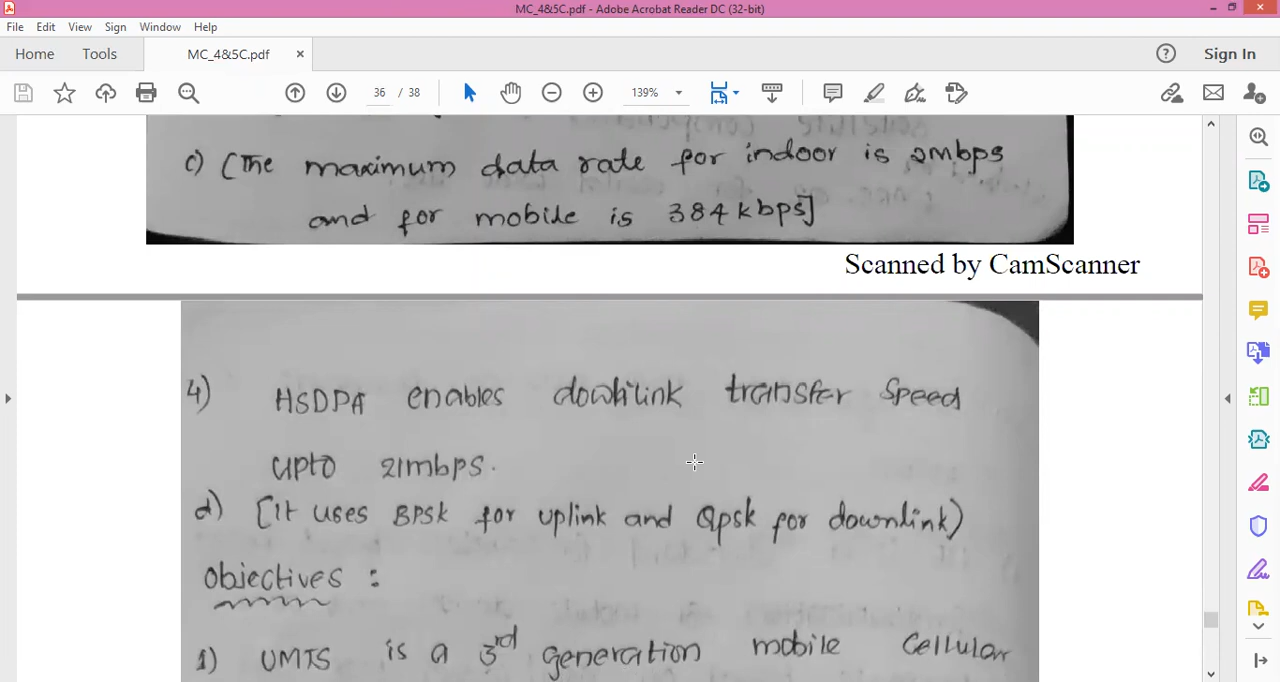 MC_4&5C.pdf - Adobe Acrobat Reader DC (32-bit)
File Edit View Sign Window Help
Home Tools MC_4&5C.pdf × Sign In
36 / 38 139%
c) (The maximum data rate for indoor is 2Mbps
and for mobile is 384kbps]
Scanned by CamScanner
4) HSDPA enables downlink transfer speed
upto 21mbps.
d) [It uses BPSK for uplink and Qpsk for downlink)
Objectives :
1) UMTS is a 3rd generation mobile cellular